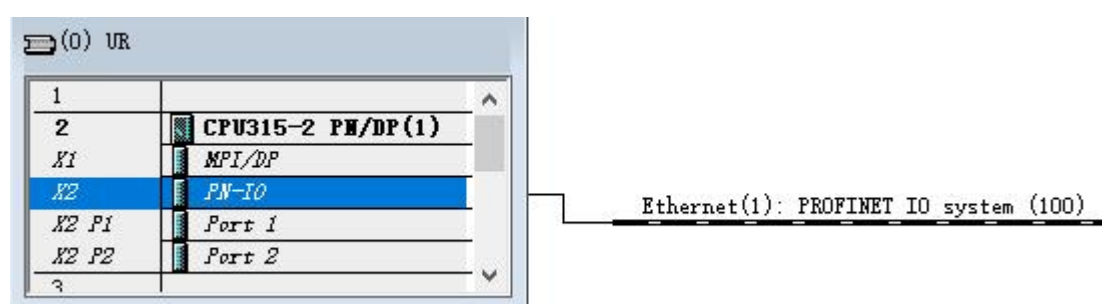 (0) UR
1
2 CPU315-2 PN/DP(1)
X1 MPI/DP
X2 PN-IO
X2 P1 Port 1
X2 P2 Port 2
3
Ethernet(1): PROFINET IO system (100)